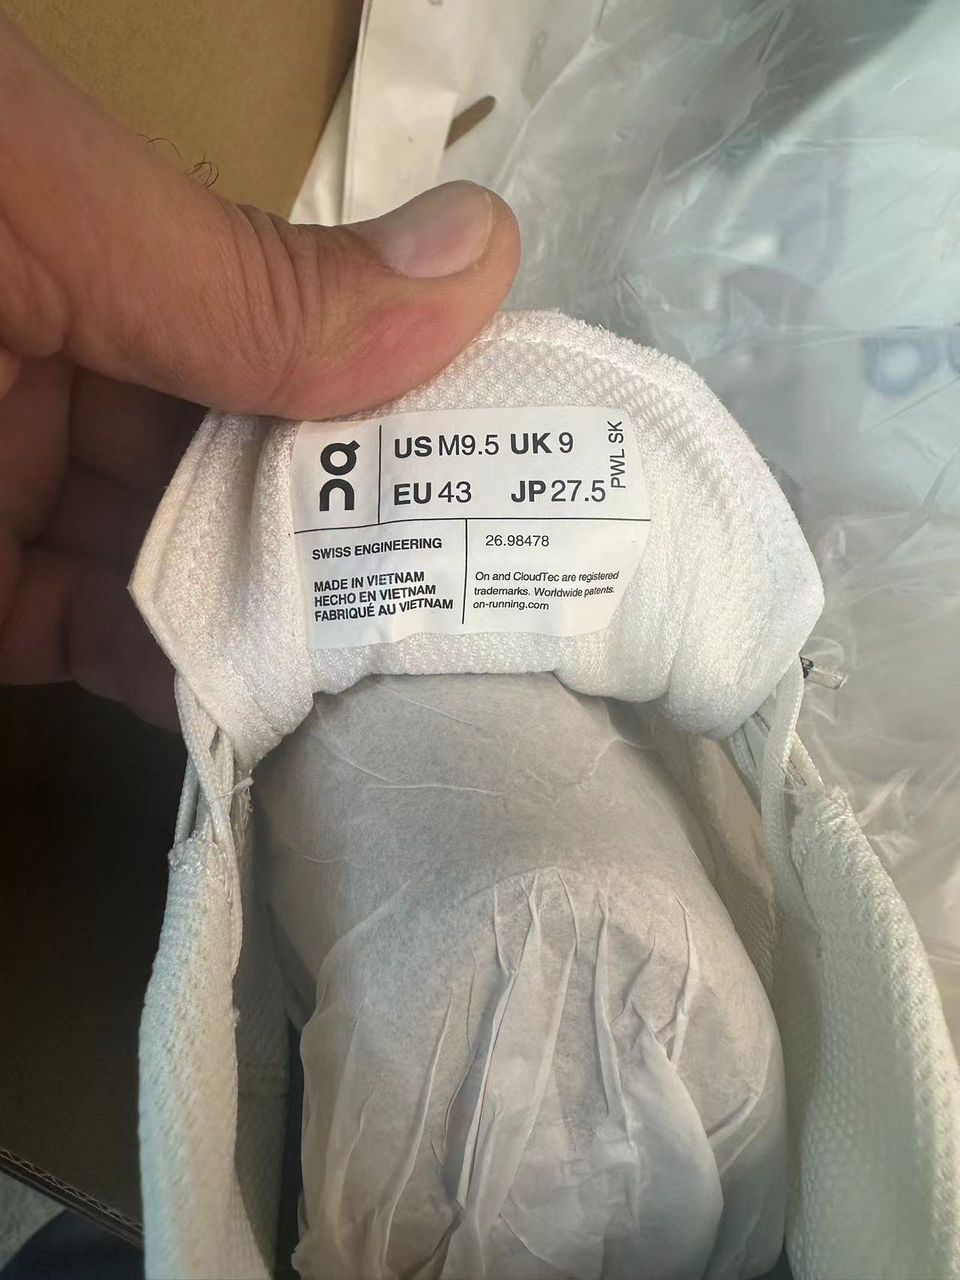 on
US M9.5 UK 9
EU 43 JP 27.5
PWL SK
SWISS ENGINEERING
MADE IN VIETNAM
HECHO EN VIETNAM
FABRIQUÉ AU VIETNAM
26.98478
On and CloudTec are registered
trademarks. Worldwide patents.
on-running.com